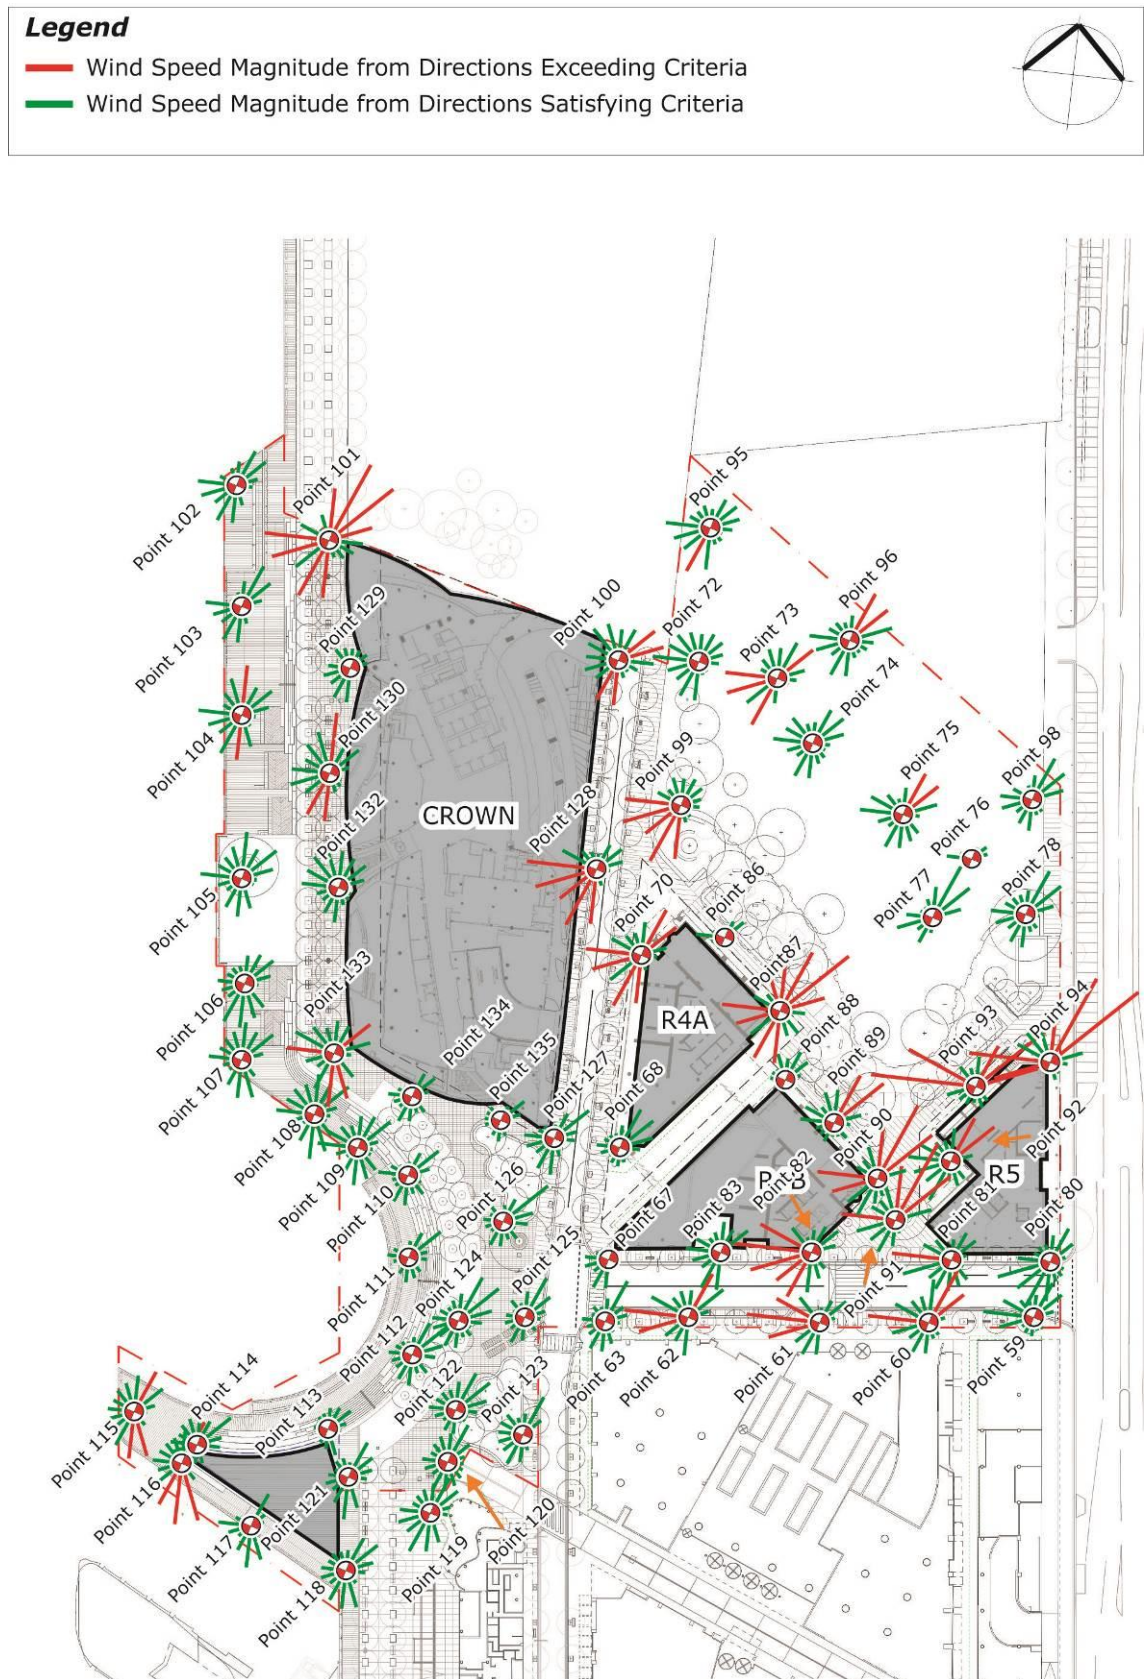 Legend
Wind Speed Magnitude from Directions Exceeding Criteria
Wind Speed Magnitude from Directions Satisfying Criteria
Point 101
Point 95
Point 102
Point 96
Point 100
Point 72
Point 129
Point 73
Point 103
Point 74
Point 130
Point 104
Point 99
Point 75
Point 98
CROWN
Point 128
Point 132
Point 76
Point 78
Point 86
Point 70
Point 77
Point 105
Point 133
Point87
R4A
Point 94
Point 106
Point 134
Point 88
Point 93
Point 135
Point 89
Point 107
Point 127
Point 68
Point 108
Point 90
Point 92
Point 109
Point 82
R5
Point 110
Point 126
Point 67
Point 83
Point 81
Point 80
Point 125
Point 124
Point 111
Point 91
Point 112
Point 114
Point 122
Point 123
Point 63
Point 62
Point 61
Point 60
Point 59
Point 113
Point 115
Point 116
Point 121
Point 120
Point 117
Point 119
Point 118